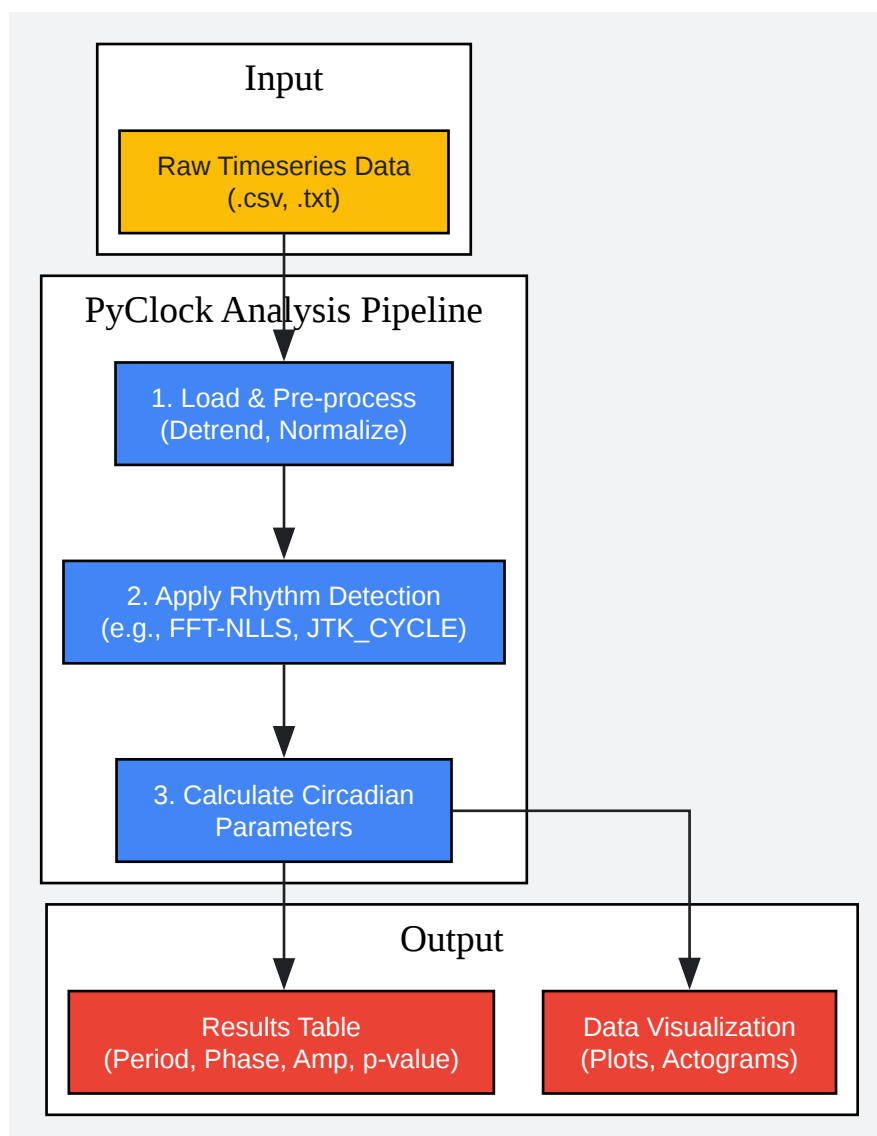 Input
Raw Timeseries Data
(.csv, .txt)
PyClock Analysis Pipeline
1. Load & Pre-process
(Detrend, Normalize)
2. Apply Rhythm Detection
(e.g., FFT-NLLS, JTK_CYCLE)
3. Calculate Circadian
Parameters
Output
Results Table
(Period, Phase, Amp, p-value)
Data Visualization
(Plots, Actograms)